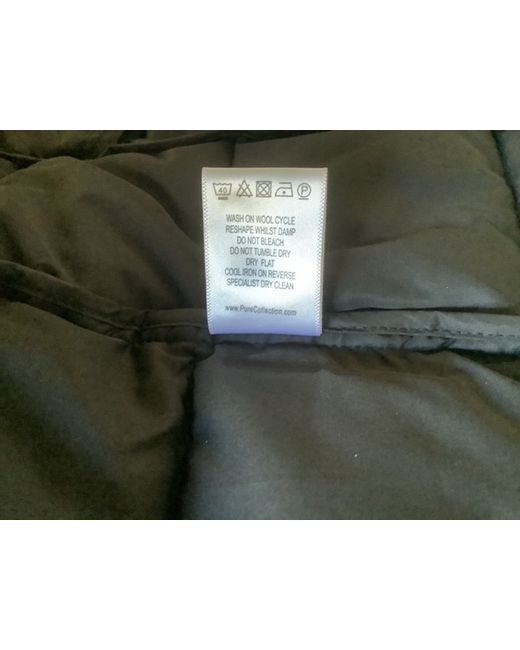 40 P
WASH ON WOOL CYCLE
RESHAPE WHILST DAMP
DO NOT BLEACH
DO NOT TUMBLE DRY
DRY FLAT
COOL IRON ON REVERSE
SPECIALIST DRY CLEAN
www.PureCollection.com